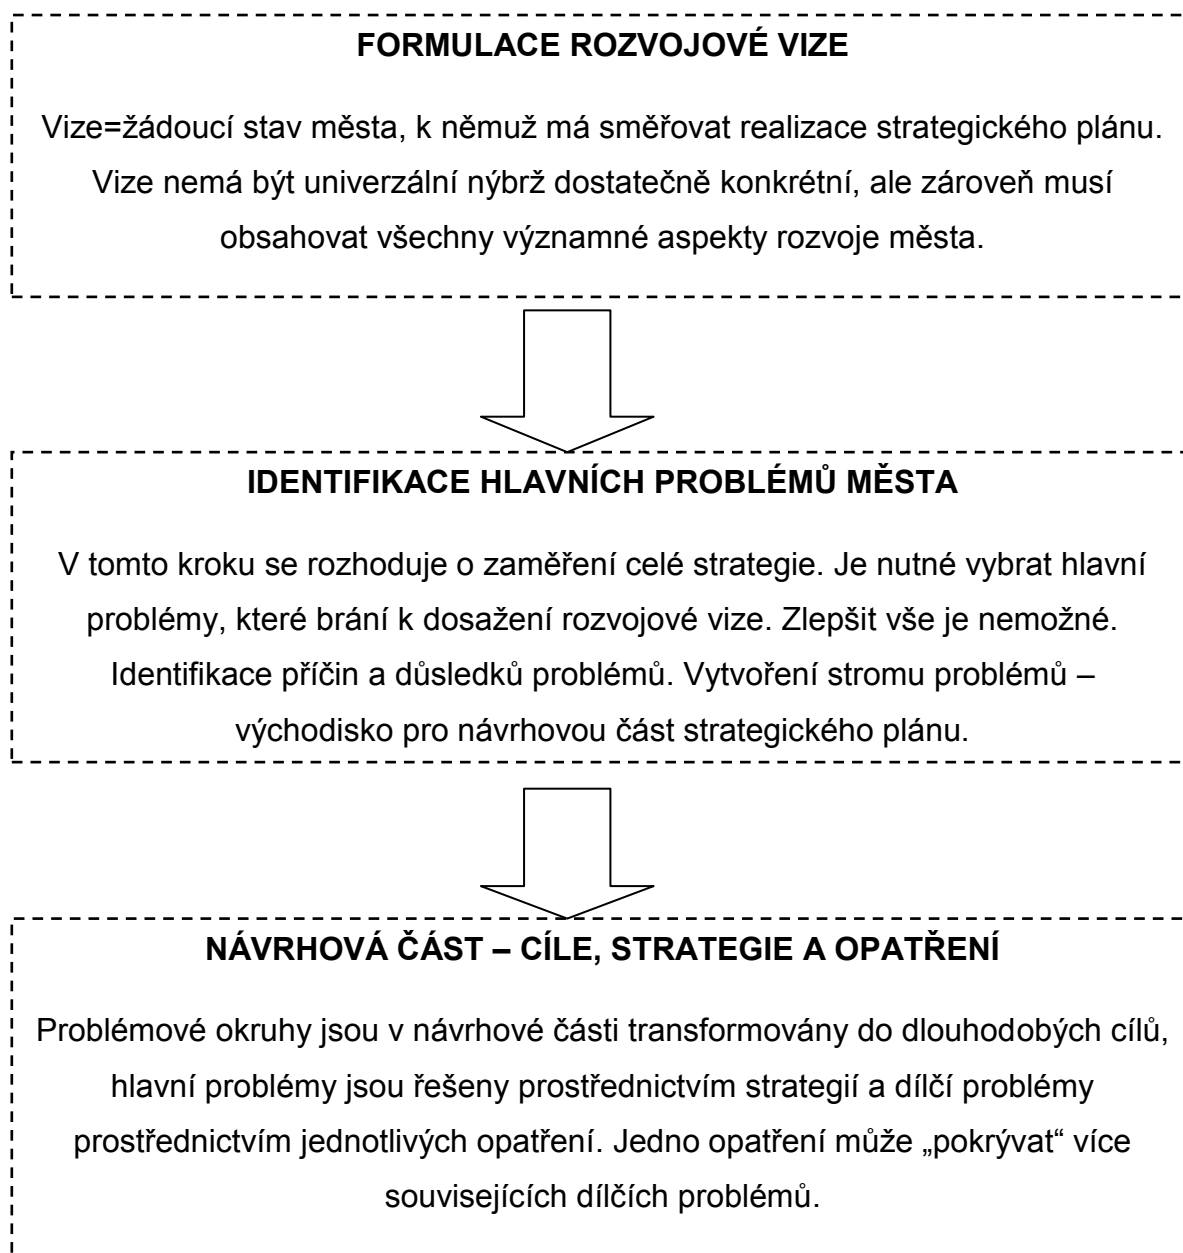 FORMULACE ROZVOJOVÉ VIZE
Vize=žádoucí stav města, k němuž má směřovat realizace strategického plánu.
Vize nemá být univerzální nýbrž dostatečně konkrétní, ale zároveň musí
obsahovat všechny významné aspekty rozvoje města.
IDENTIFIKACE HLAVNÍCH PROBLÉMŮ MĚSTA
V tomto kroku se rozhoduje o zaměření celé strategie. Je nutné vybrat hlavní
problémy, které brání k dosažení rozvojové vize. Zlepšit vše je nemožné.
Identifikace příčin a důsledků problémů. Vytvoření stromu problémů –
východisko pro návrhovou část strategického plánu.
NÁVRHOVÁ ČÁST – CÍLE, STRATEGIE A OPATŘENÍ
Problémové okruhy jsou v návrhové části transformovány do dlouhodobých cílů,
hlavní problémy jsou řešeny prostřednictvím strategií a dílčí problémy
prostřednictvím jednotlivých opatření. Jedno opatření může „pokrývat“ více
souvisejících dílčích problémů.